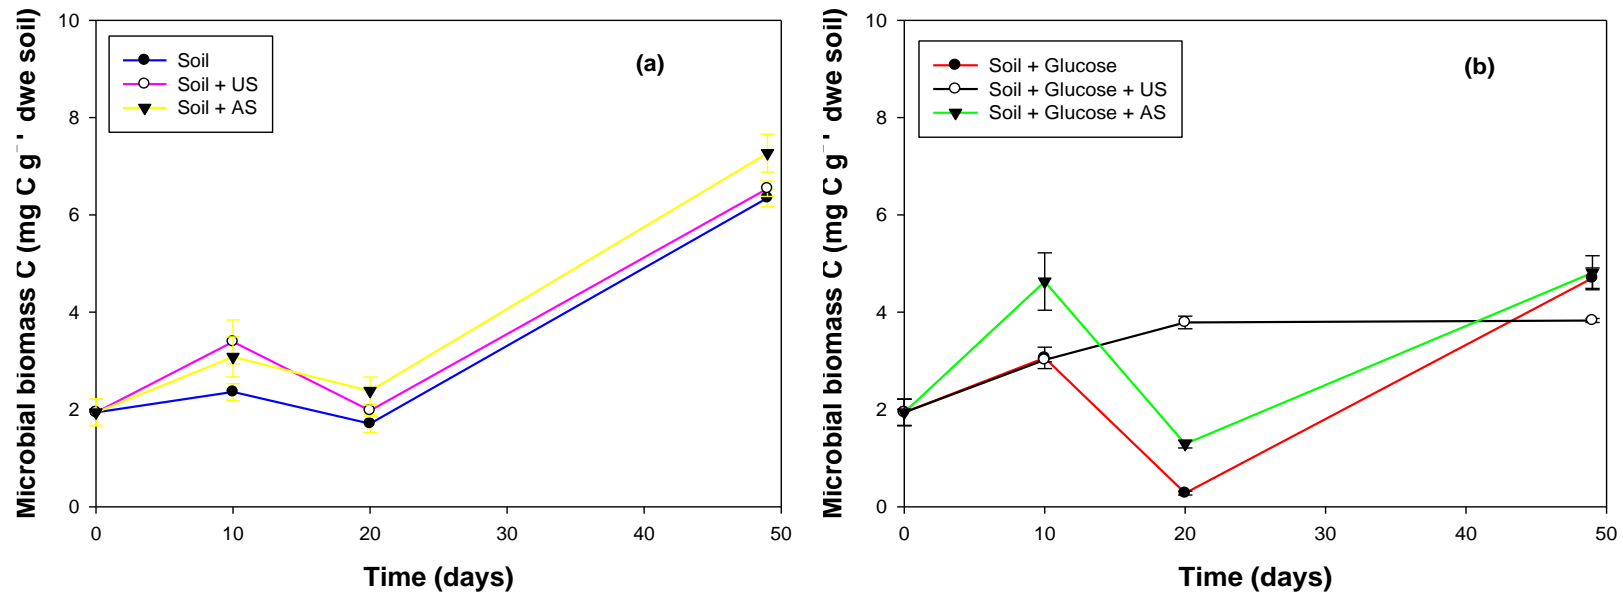 Microbial biomass C (mg C g⁻' dwe soil)
10
8
6
4
2
0
Soil
Soil + US
Soil + AS
(a)
0 10 20 30 40 50
Time (days)
Microbial biomass C (mg C g⁻' dwe soil)
10
8
6
4
2
0
Soil + Glucose
Soil + Glucose + US
Soil + Glucose + AS
(b)
0 10 20 30 40 50
Time (days)